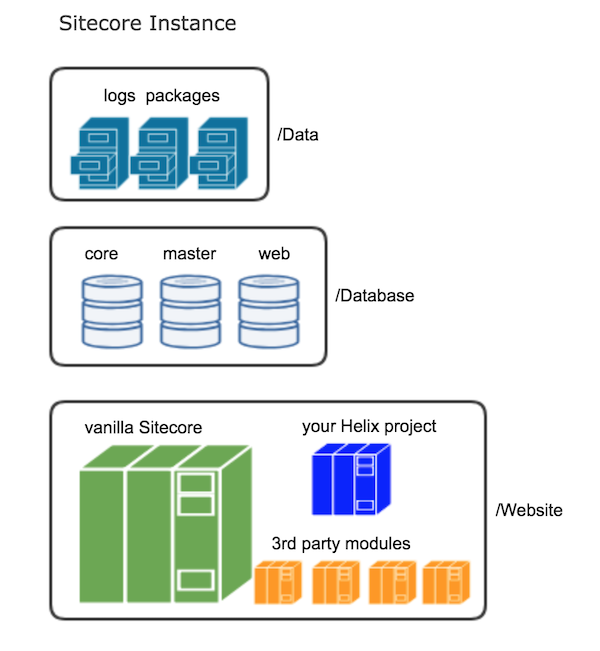 Sitecore Instance
logs packages
/Data
core master web
/Database
vanilla Sitecore your Helix project
/Website
3rd party modules